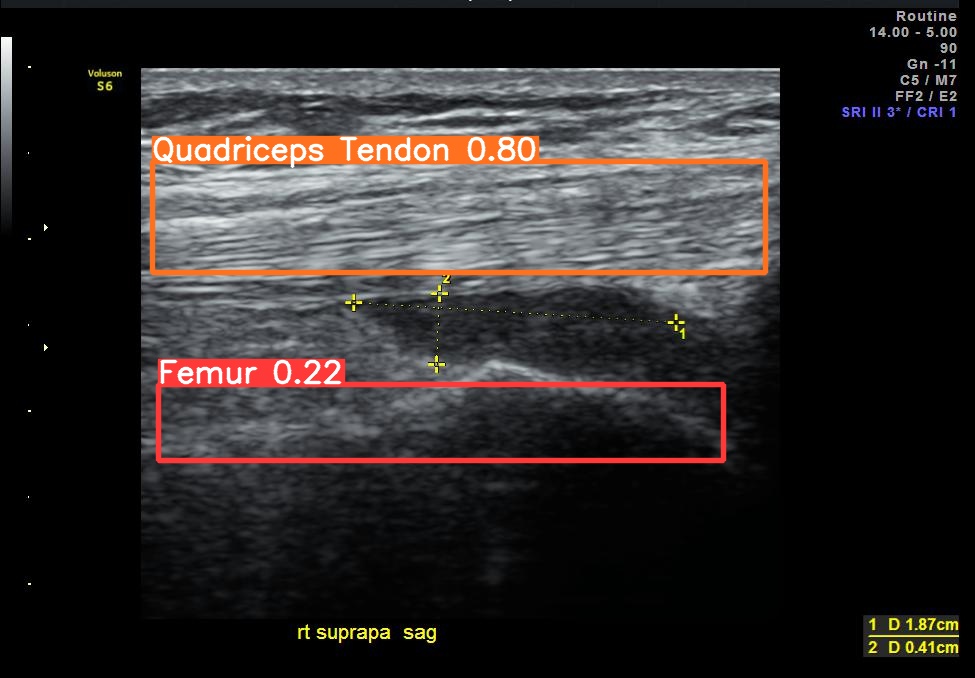 Routine
14.00 - 5.00
90
Gn -11
C5 / M7
FF2 / E2
SRI II 3* / CRI 1
Voluson
S6
Quadriceps Tendon 0.80
2
1
Femur 0.22
rt suprapa sag
1 D 1.87cm
2 D 0.41cm